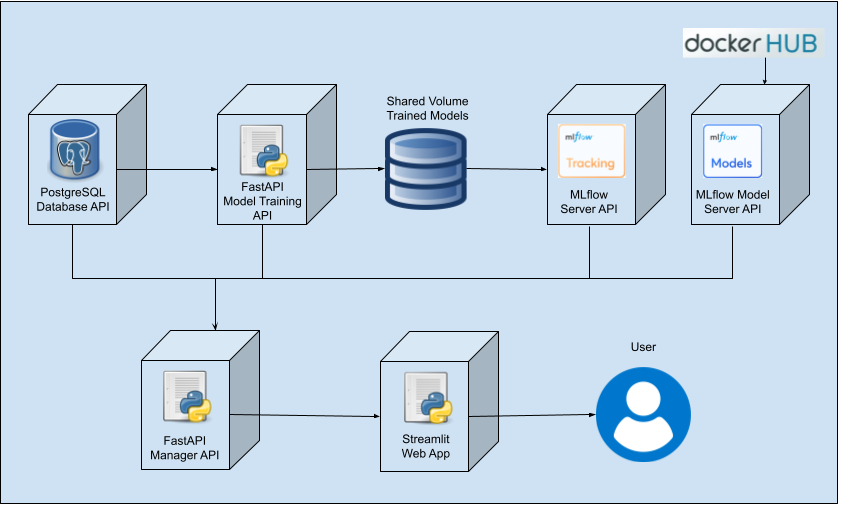 docker HUB
Shared Volume
Trained Models
PostgreSQL
Database API
FastAPI
Model Training
API
mlflow
Tracking
MLflow
Server API
mlflow
Models
MLflow Model
Server API
User
FastAPI
Manager API
Streamlit
Web App